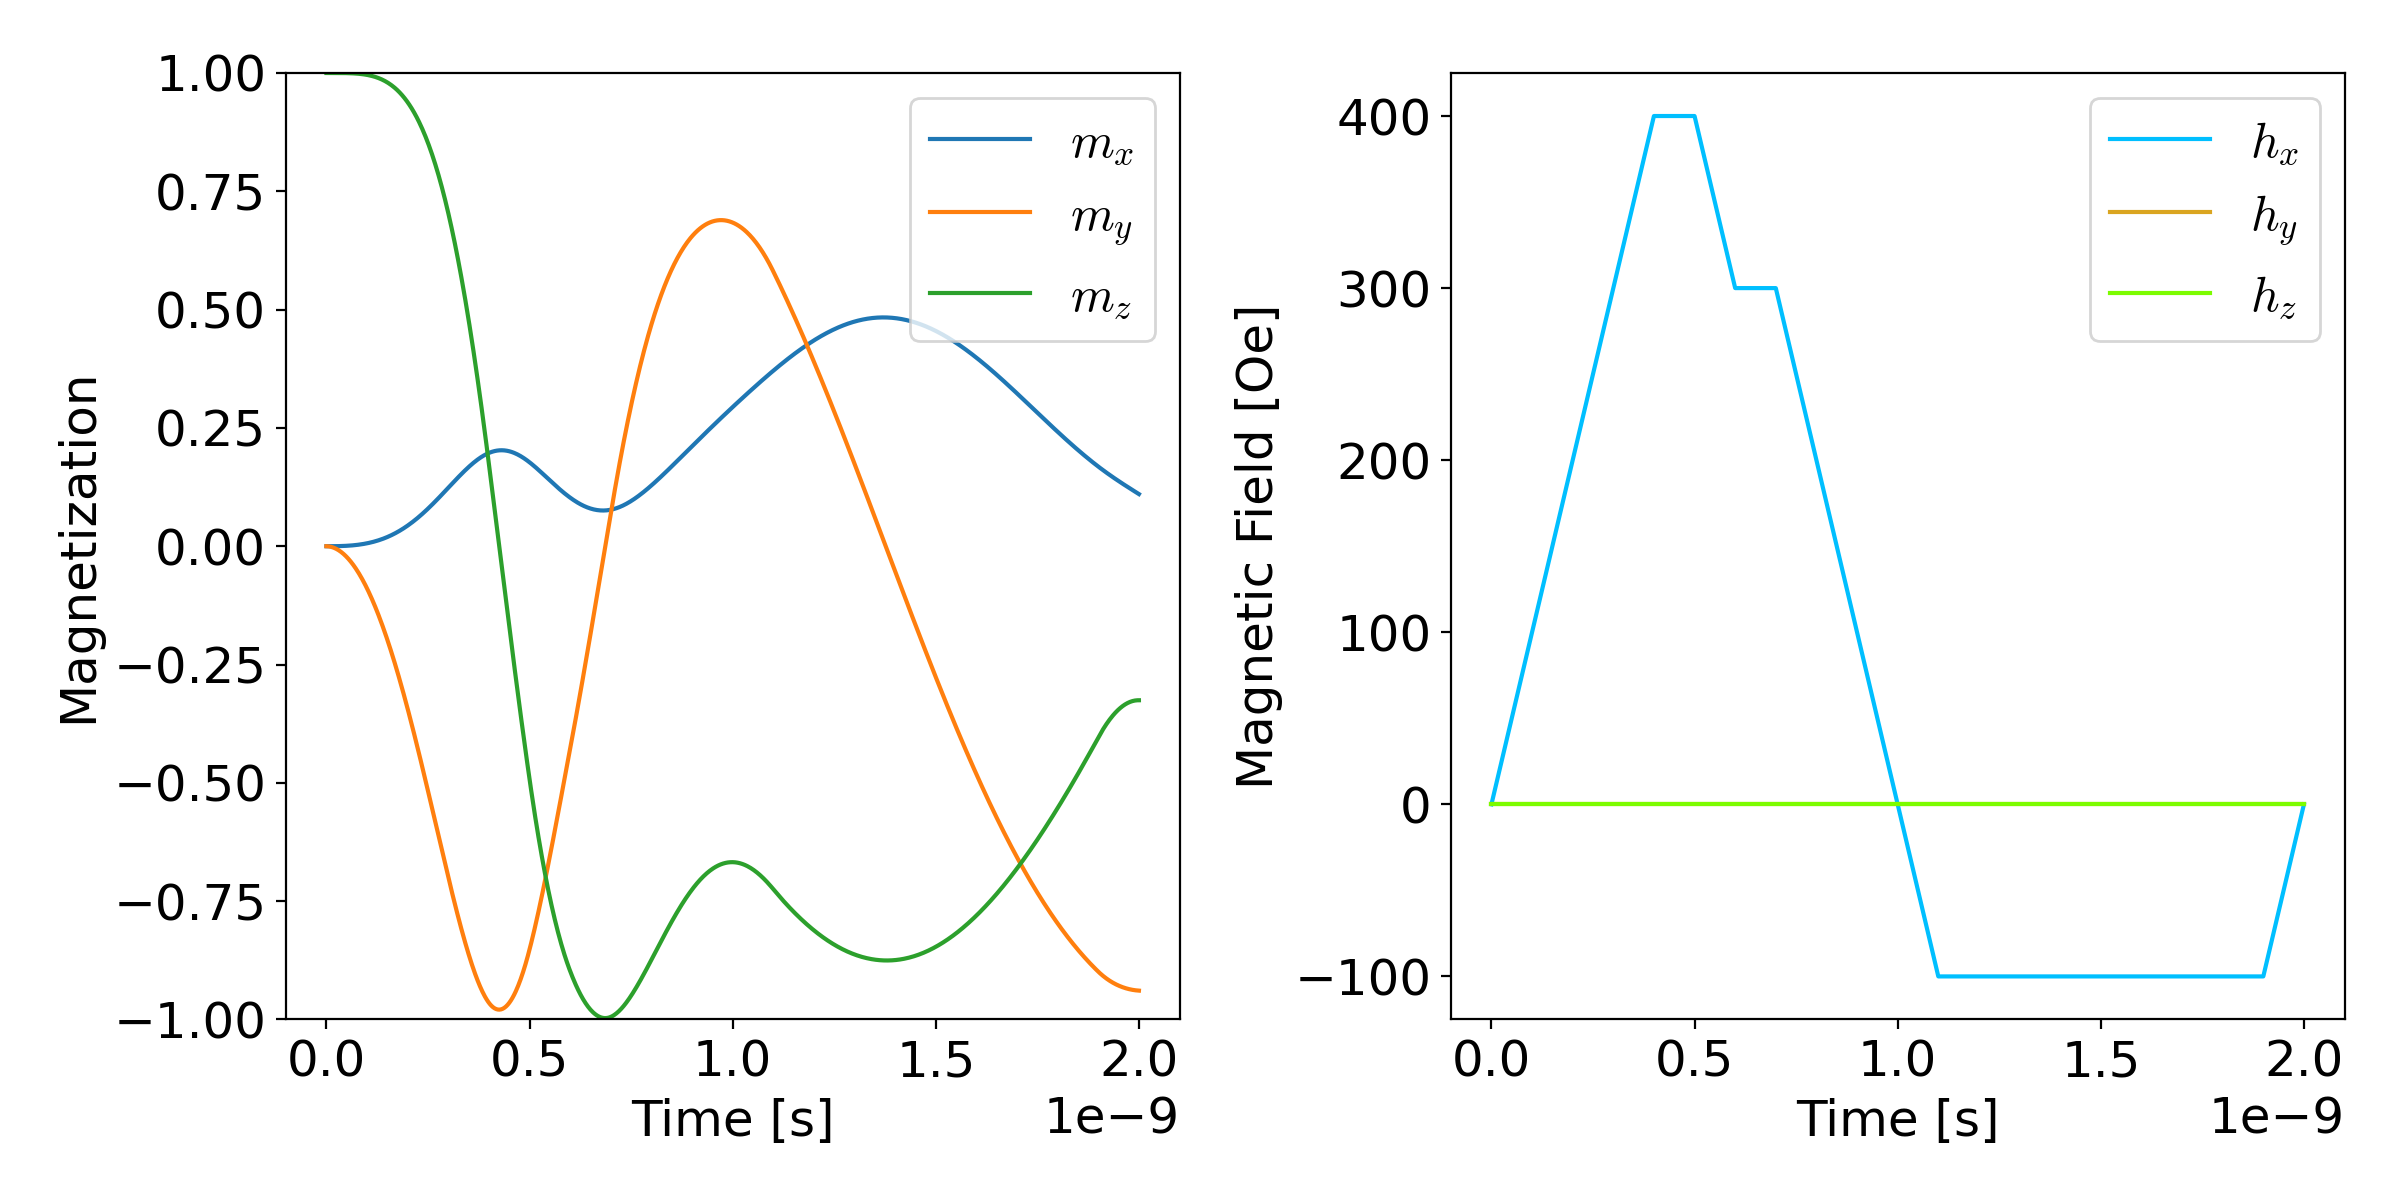 Magnetization
1.00
0.75
0.50
0.25
0.00
−0.25
−0.50
−0.75
−1.00
0.0 0.5 1.0 1.5 2.0
Time [s]
1e−9
m_x
m_y
m_z
Magnetic Field [Oe]
400
300
200
100
0
−100
0.0 0.5 1.0 1.5 2.0
Time [s]
1e−9
h_x
h_y
h_z